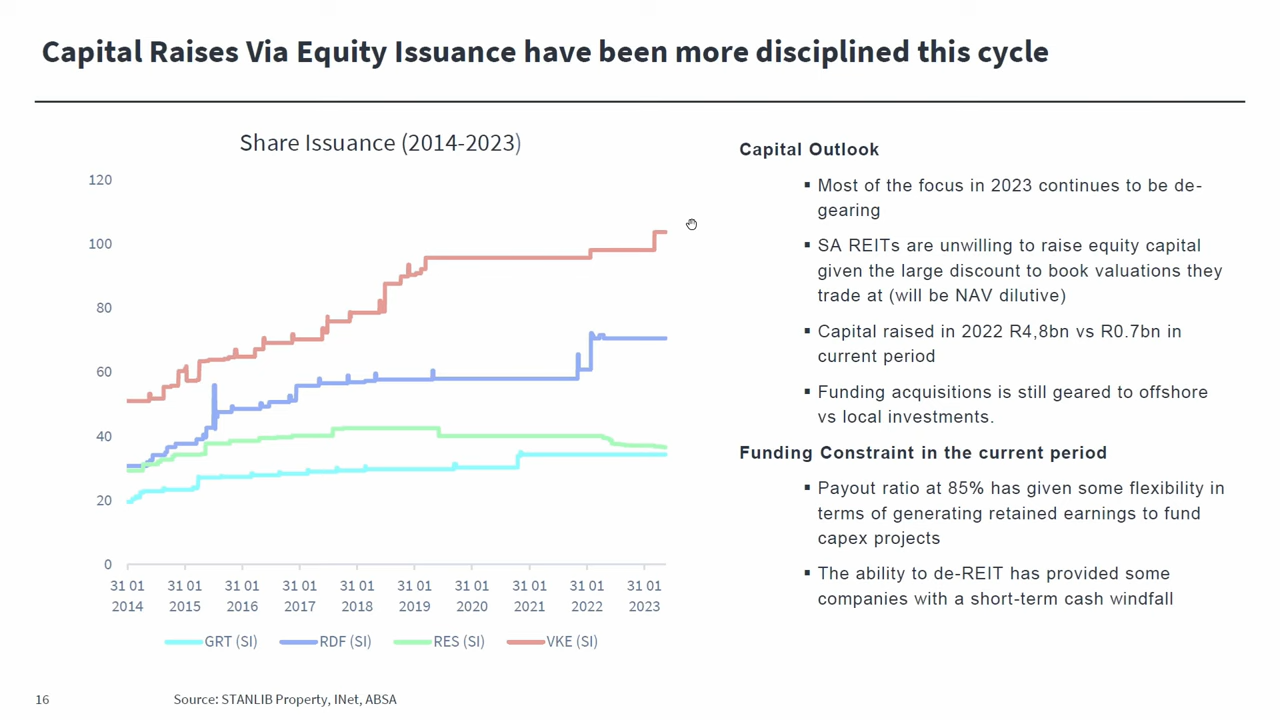 Capital Raises Via Equity Issuance have been more disciplined this cycle
Share Issuance (2014-2023)
120
100
80
60
40
20
0
31 01 2014
31 01 2015
31 01 2016
31 01 2017
31 01 2018
31 01 2019
31 01 2020
31 01 2021
31 01 2022
31 01 2023
GRT (SI)
RDF (SI)
RES (SI)
VKE (SI)
Capital Outlook
▪ Most of the focus in 2023 continues to be de-
gearing
▪ SA REITs are unwilling to raise equity capital
given the large discount to book valuations they
trade at (will be NAV dilutive)
▪ Capital raised in 2022 R4,8bn vs R0.7bn in
current period
▪ Funding acquisitions is still geared to offshore
vs local investments.
Funding Constraint in the current period
▪ Payout ratio at 85% has given some flexibility in
terms of generating retained earnings to fund
capex projects
▪ The ability to de-REIT has provided some
companies with a short-term cash windfall
16
Source: STANLIB Property, INet, ABSA